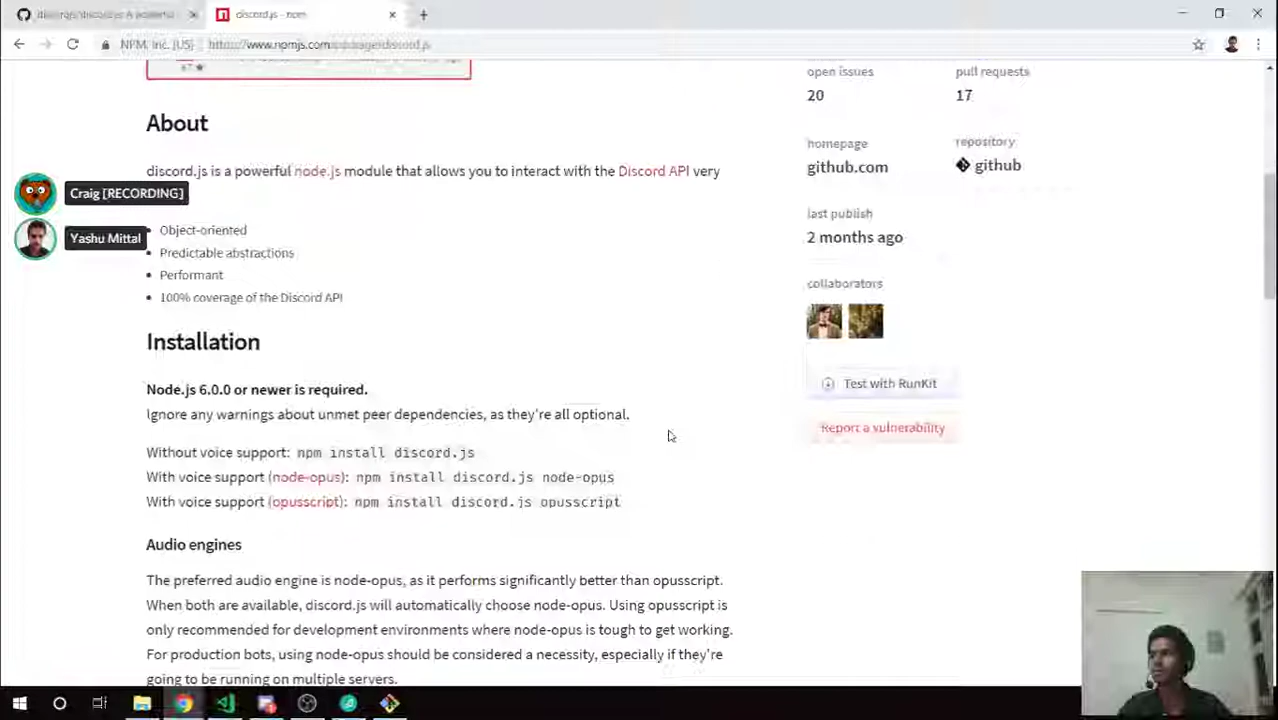 discord.js - npm
NPM, Inc. [US] https://www.npmjs.com/package/discord.js
67
open issues pull requests
20 17
About
homepage repository
github.com github
discord.js is a powerful node.js module that allows you to interact with the Discord API very
Craig [RECORDING]
last publish
Yashu Mittal
2 months ago
Object-oriented
Predictable abstractions
Performant
100% coverage of the Discord API
collaborators
Installation
Test with RunKit
Node.js 6.0.0 or newer is required.
Ignore any warnings about unmet peer dependencies, as they're all optional.
Report a vulnerability
Without voice support: npm install discord.js
With voice support (node-opus): npm install discord.js node-opus
With voice support (opusscript): npm install discord.js opusscript
Audio engines
The preferred audio engine is node-opus, as it performs significantly better than opusscript.
When both are available, discord.js will automatically choose node-opus. Using opusscript is
only recommended for development environments where node-opus is tough to get working.
For production bots, using node-opus should be considered a necessity, especially if they're
going to be running on multiple servers.